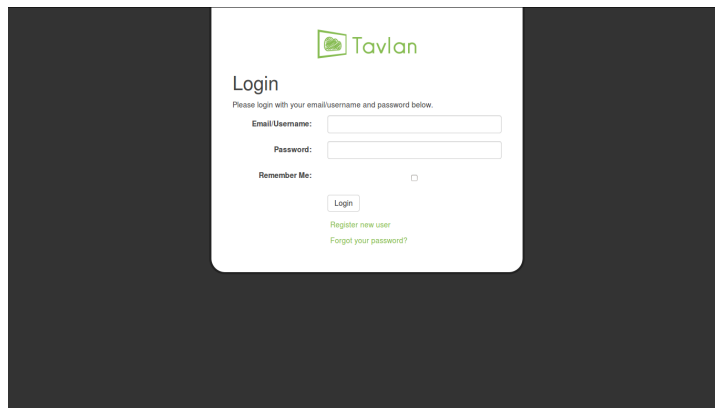 Tavlan
Login
Please login with your email/username and password below.
Email/Username:
Password:
Remember Me:
Login
Register new user
Forgot your password?